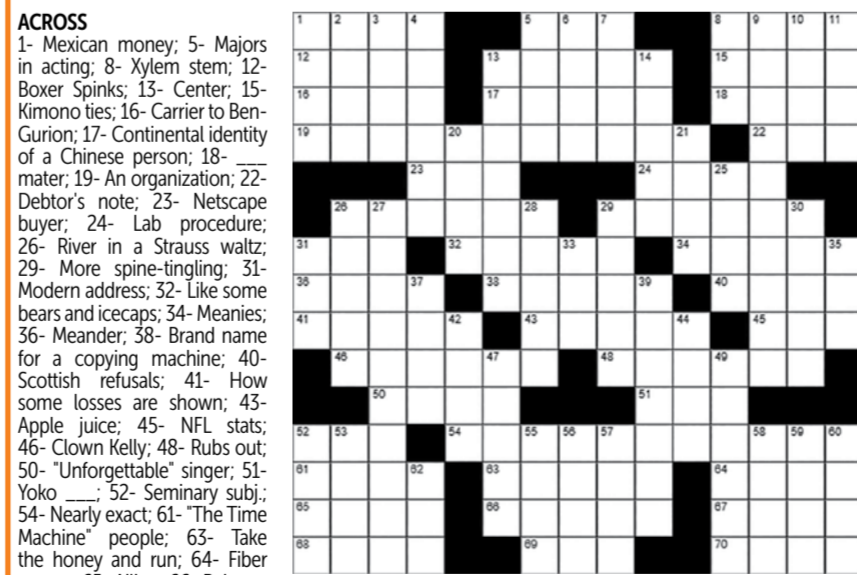 ACROSS
1- Mexican money; 5- Majors
in acting; 8- Xylem stem; 12-
Boxer Spinks; 13- Center; 15-
Kimono ties; 16- Carrier to Ben-
Gurion; 17- Continental identity
of a Chinese person; 18- ___
mater; 19- An organization; 22-
Debtor's note; 23- Netscape
buyer; 24- Lab procedure;
26- River in a Strauss waltz;
29- More spine-tingling; 31-
Modern address; 32- Like some
bears and icecaps; 34- Meanies;
36- Meander; 38- Brand name
for a copying machine; 40-
Scottish refusals; 41- How
some losses are shown; 43-
Apple juice; 45- NFL stats;
46- Clown Kelly; 48- Rubs out;
50- "Unforgettable" singer; 51-
Yoko ___; 52- Seminary subj.;
54- Nearly exact; 61- "The Time
Machine" people; 63- Take
the honey and run; 64- Fiber
1 2 3 4 5 6 7 8 9 10 11
12 13 14 15
16 17 18
19 20 21 22
23 24 25
26 27 28 29 30
31 32 33 34 35
36 37 38 39 40
41 42 43 44 45
46 47 48 49
50 51
52 53 54 55 56 57 58 59 60
61 62 63 64
65 66 67
68 69 70